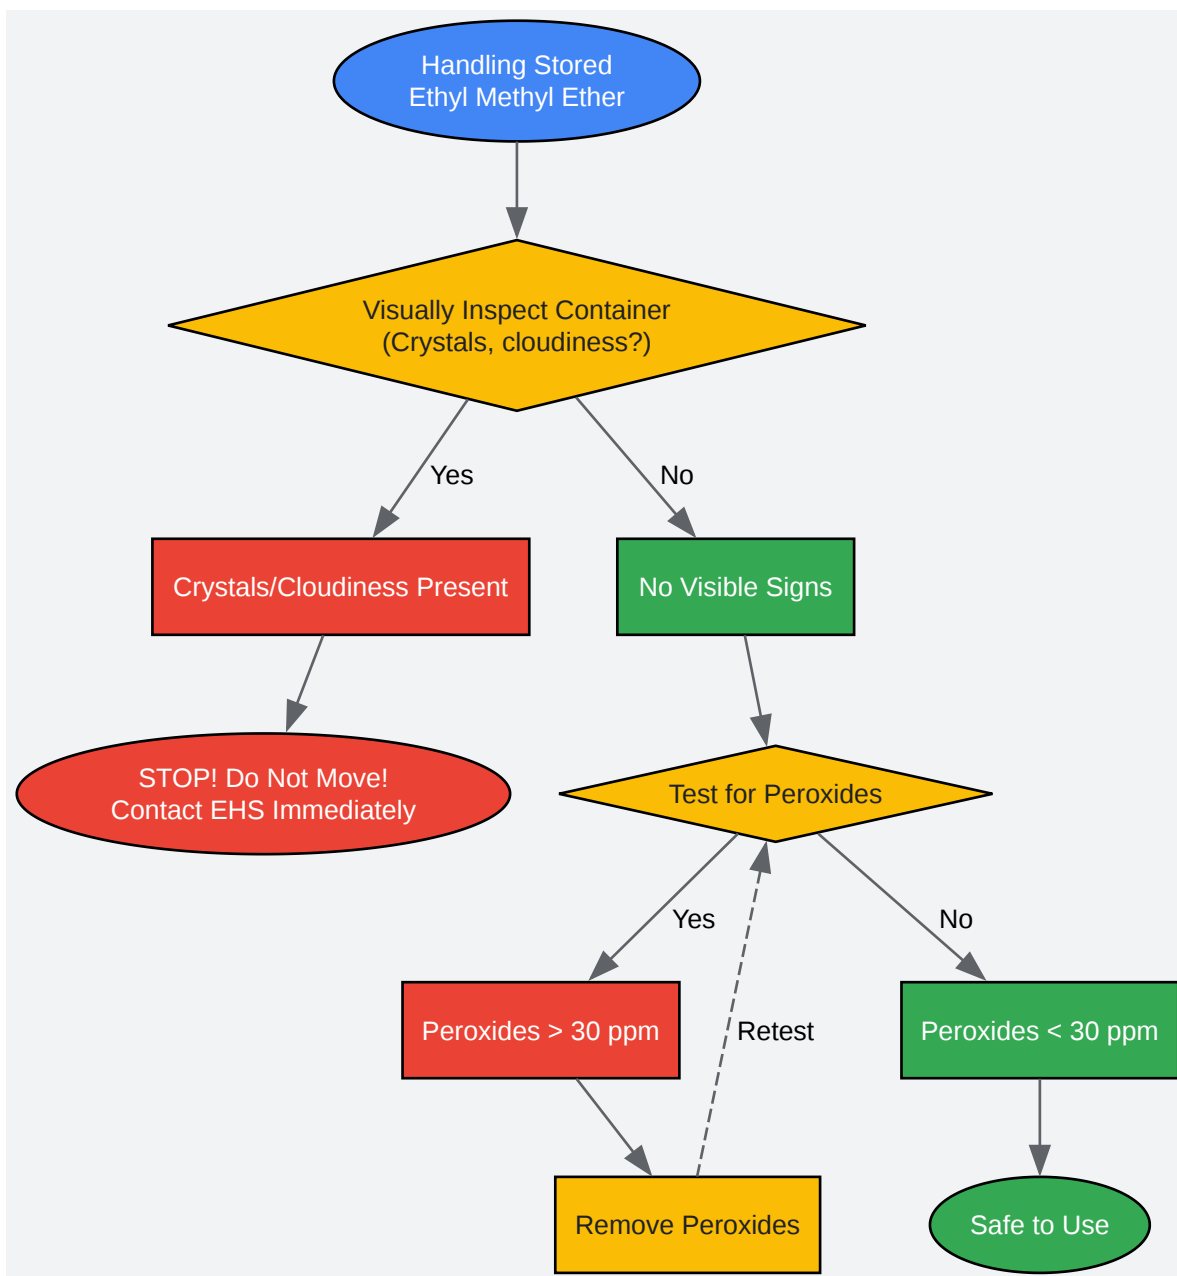 Handling Stored
Ethyl Methyl Ether
Visually Inspect Container
(Crystals, cloudiness?)
Yes
No
Crystals/Cloudiness Present
No Visible Signs
STOP! Do Not Move!
Contact EHS Immediately
Test for Peroxides
Yes
No
Peroxides > 30 ppm
Retest
Peroxides < 30 ppm
Remove Peroxides
Safe to Use